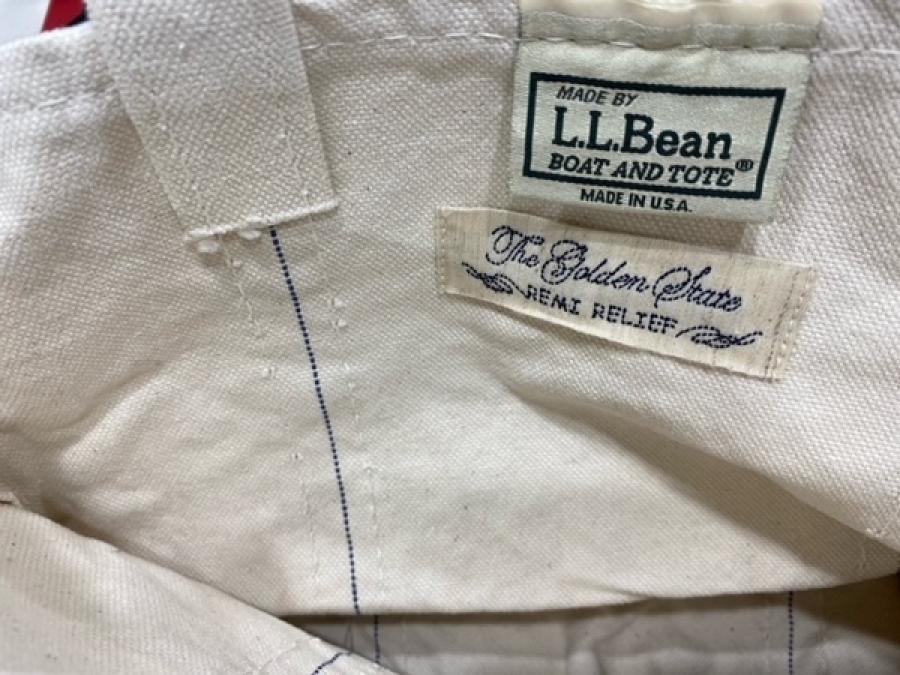 MADE BY
L.L.Bean
BOAT AND TOTE®
MADE IN U.S.A.
The Golden State
REMI RELIEF